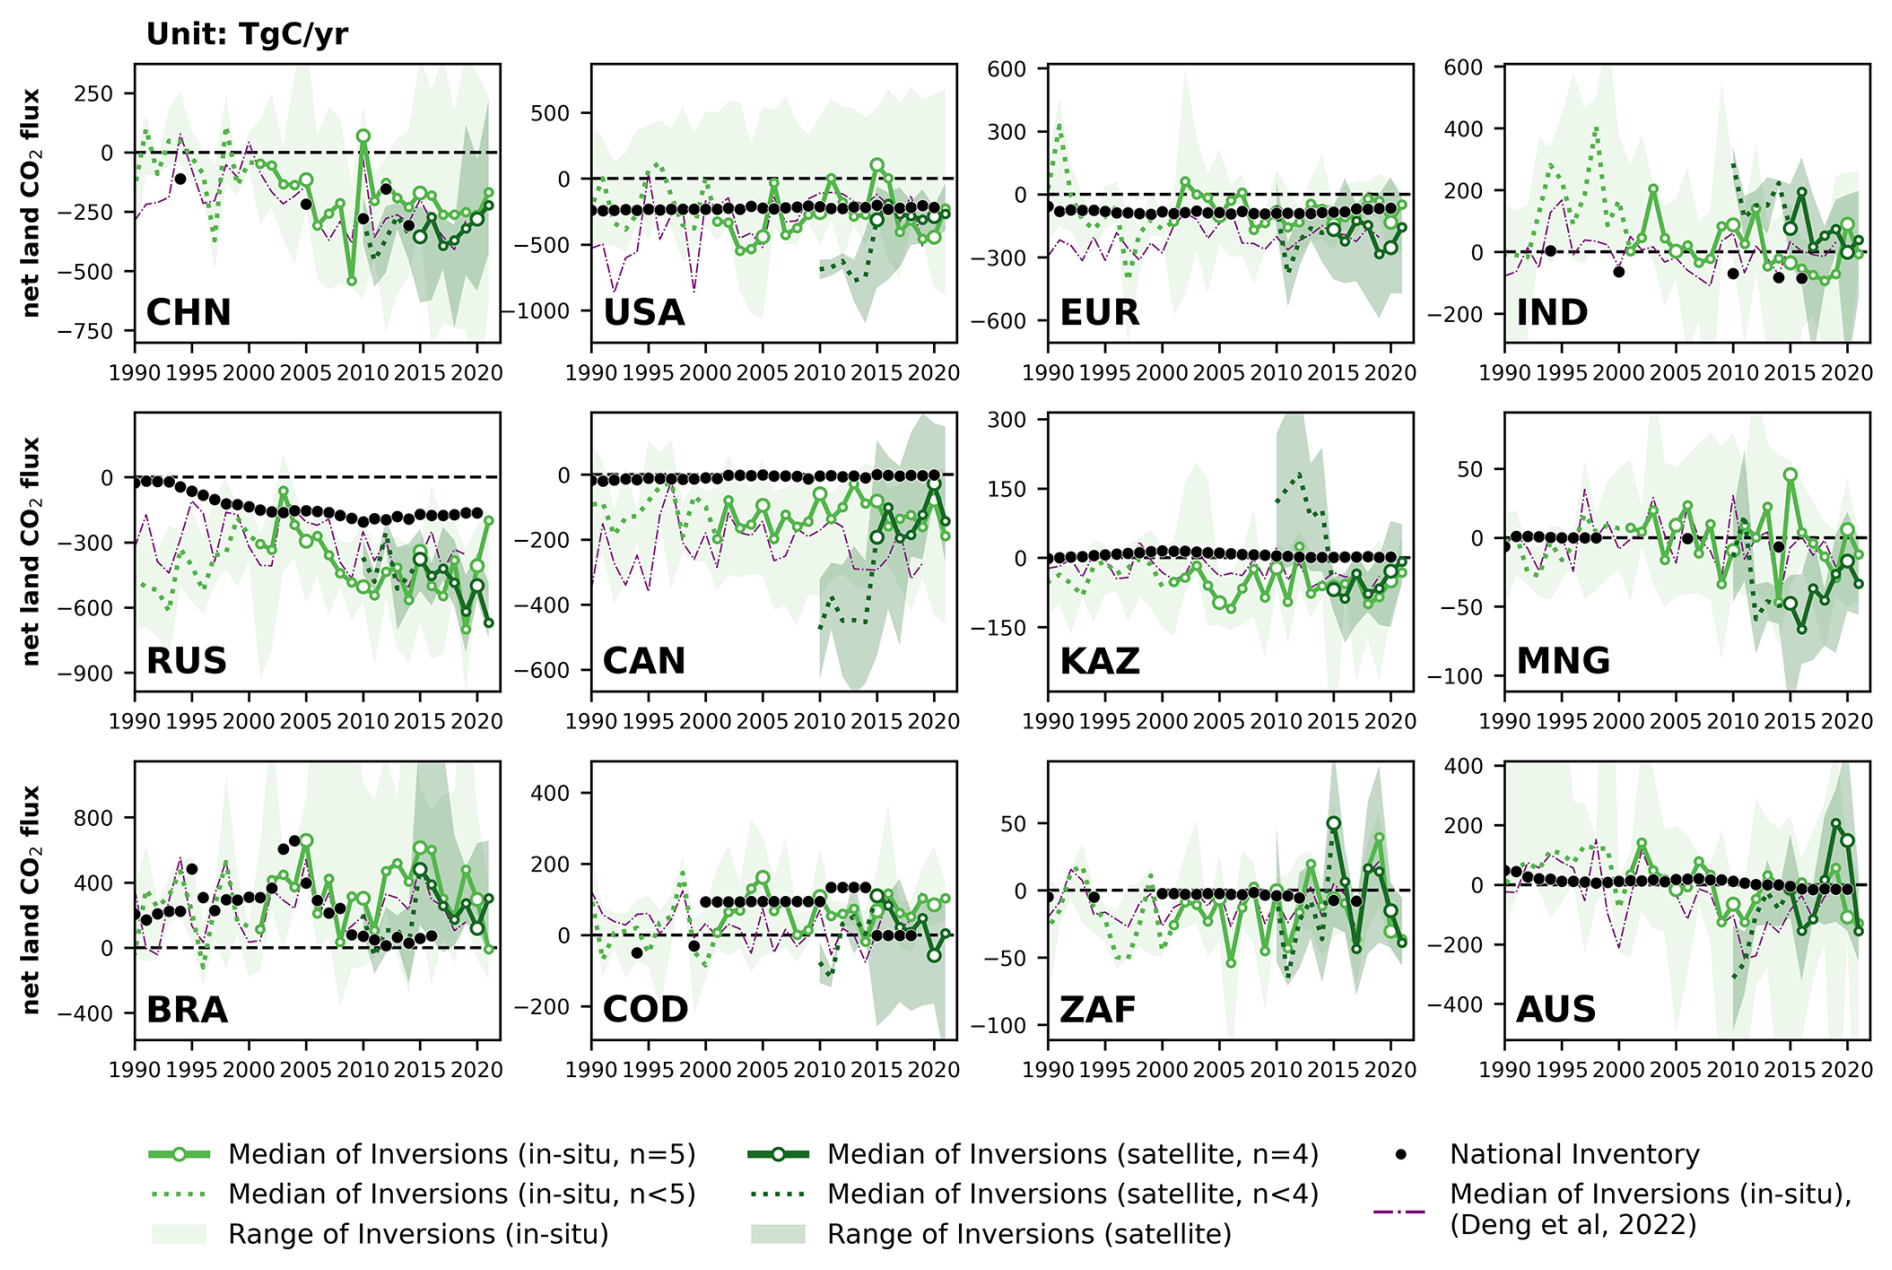 Unit: TgC/yr
net land CO₂ flux
250
0
−250
−500
−750
CHN
1990 1995 2000 2005 2010 2015 2020
500
0
−500
−1000
USA
1990 1995 2000 2005 2010 2015 2020
600
300
0
−300
−600
EUR
1990 1995 2000 2005 2010 2015 2020
600
400
200
0
−200
IND
1990 1995 2000 2005 2010 2015 2020
net land CO₂ flux
0
−300
−600
−900
RUS
1990 1995 2000 2005 2010 2015 2020
0
−200
−400
−600
CAN
1990 1995 2000 2005 2010 2015 2020
300
150
0
−150
KAZ
1990 1995 2000 2005 2010 2015 2020
50
0
−50
−100
MNG
1990 1995 2000 2005 2010 2015 2020
net land CO₂ flux
800
400
0
−400
BRA
1990 1995 2000 2005 2010 2015 2020
400
200
0
−200
COD
1990 1995 2000 2005 2010 2015 2020
50
0
−50
−100
ZAF
1990 1995 2000 2005 2010 2015 2020
400
200
0
−200
−400
AUS
1990 1995 2000 2005 2010 2015 2020
Median of Inversions (in-situ, n=5)
Median of Inversions (in-situ, n<5)
Range of Inversions (in-situ)
Median of Inversions (satellite, n=4)
Median of Inversions (satellite, n<4)
Range of Inversions (satellite)
National Inventory
Median of Inversions (in-situ),
(Deng et al, 2022)